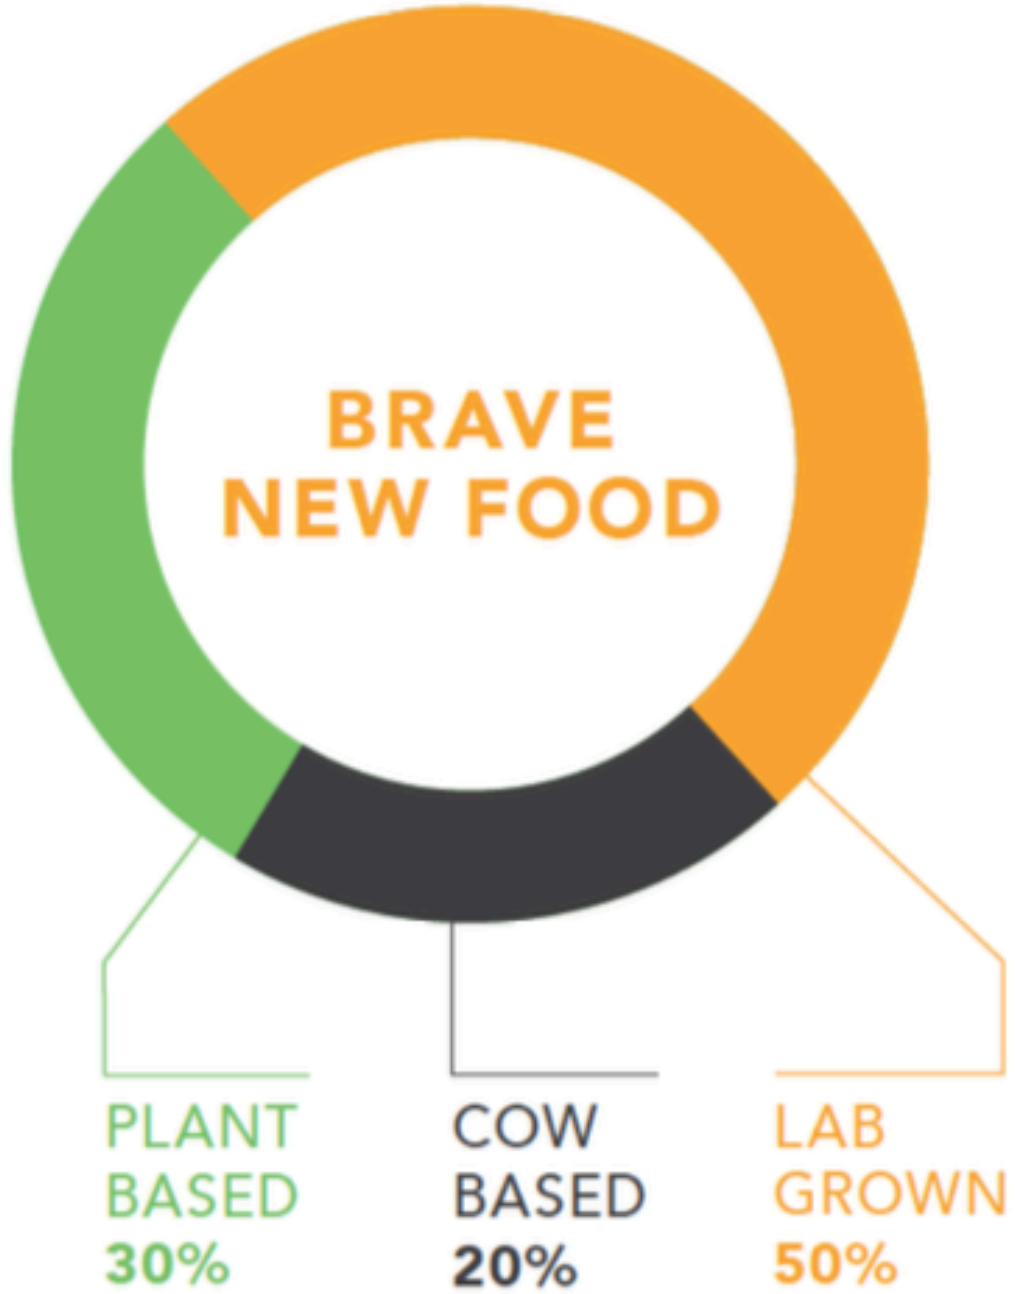 BRAVE
NEW FOOD
PLANT
BASED
30%
COW
BASED
20%
LAB
GROWN
50%